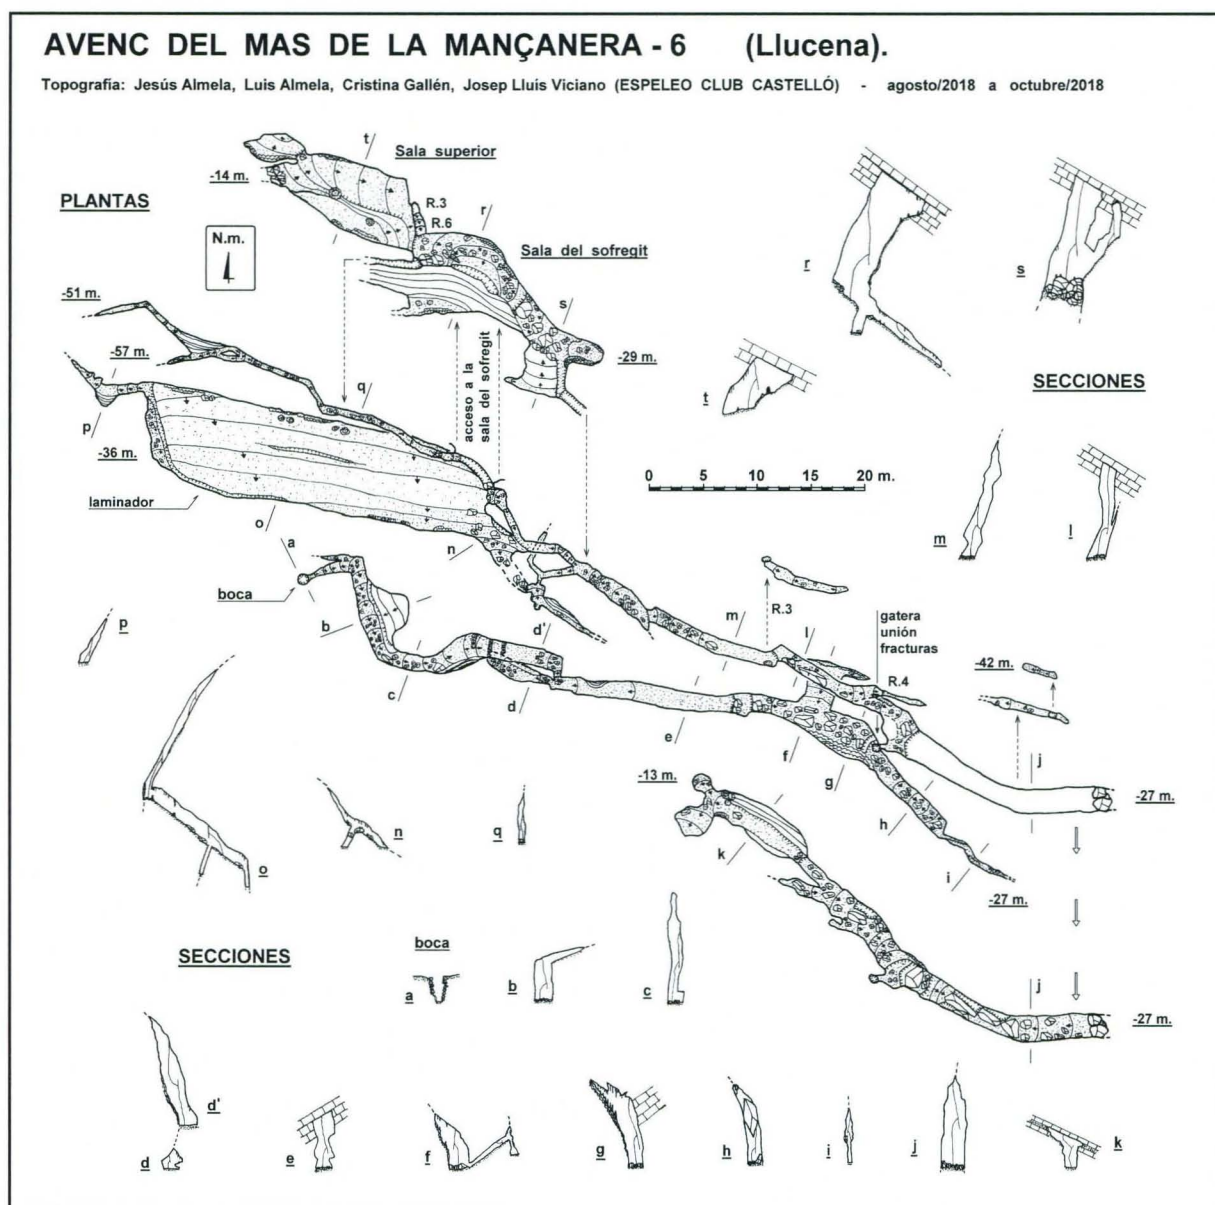 AVENC DEL MAS DE LA MANÇANERA - 6 (Llucena).
Topografía: Jesús Almela, Luis Almela, Cristina Gallén, Josep Lluís Viciano (ESPELEO CLUB CASTELLÓ) - agosto/2018 a octubre/2018
t
Sala superior
-14 m.
PLANTAS
R.3
R.6
r
N.m.
Sala del sofregit
r
s
-51 m.
s
-57 m.
-29 m.
SECCIONES
t
q
acceso a la
sala del sofregit
p
-36 m.
0 5 10 15 20 m.
laminador
m
l
o
n
a
boca
R.3
gatera
unión
fracturas
m
l
p
b
d'
-42 m.
R.4
c
d
e
f
j
-13 m.
g
-27 m.
n
q
h
o
k
i
-27 m.
SECCIONES
boca
a
b
c
j
-27 m.
d'
d
e
f
g
h
i
j
k